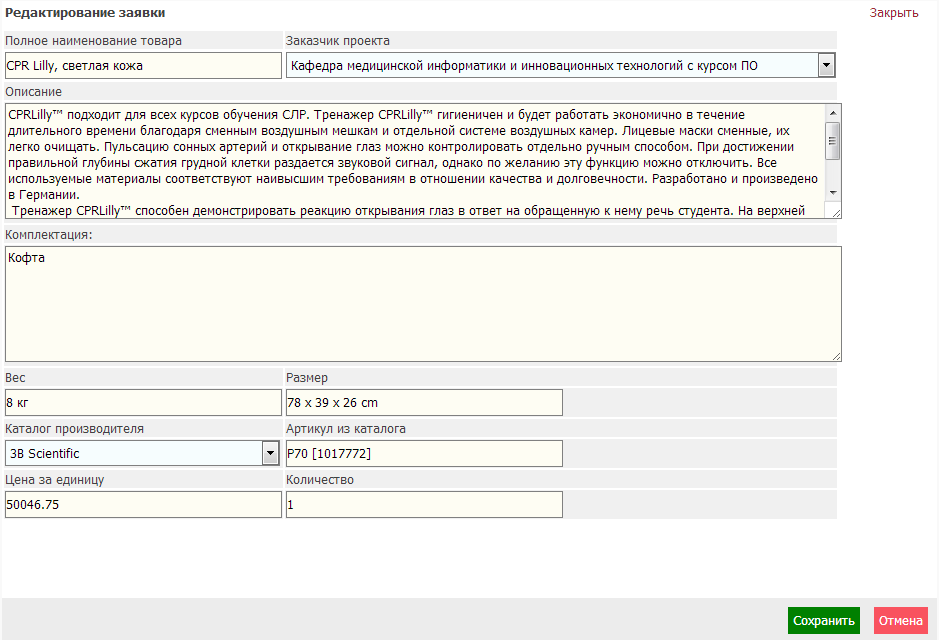 Редактирование заявки
Закрыть
Полное наименование товара
Заказчик проекта
CPR Lilly, светлая кожа
Кафедра медицинской информатики и инновационных технологий с курсом ПО
Описание
CPRLilly™ подходит для всех курсов обучения СЛР. Тренажер CPRLilly™ гигиеничен и будет работать экономично в течение
длительного времени благодаря сменным воздушным мешкам и отдельной системе воздушных камер. Лицевые маски сменные, их
легко очищать. Пульсацию сонных артерий и открывание глаз можно контролировать отдельно ручным способом. При достижении
правильной глубины сжатия грудной клетки раздается звуковой сигнал, однако по желанию эту функцию можно отключить. Все
используемые материалы соответствуют наивысшим требованиям в отношении качества и долговечности. Разработано и произведено
в Германии.
Тренажер CPRLilly™ способен демонстрировать реакцию открывания глаз в ответ на обращенную к нему речь студента. На верхней
Комплектация:
Кофта
Вес
Размер
8 кг
78 x 39 x 26 cm
Каталог производителя
Артикул из каталога
3B Scientific
P70 [1017772]
Цена за единицу
Количество
50046.75
1
Сохранить
Отмена